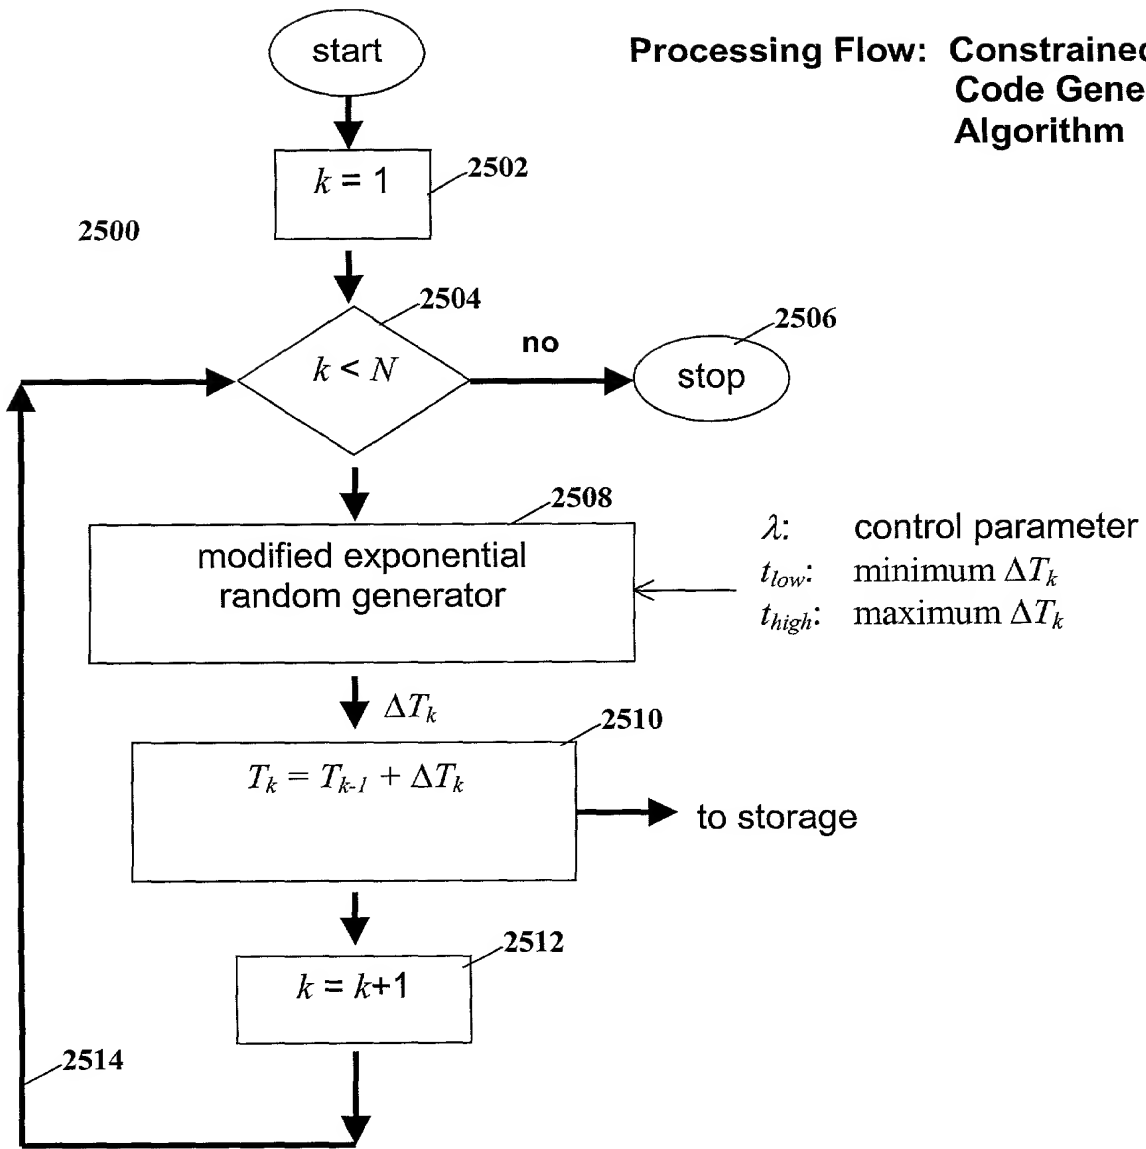 start
Processing Flow: Constrained
Code Gene
Algorithm
k = 1
2502
2500
2504
k < N
no
2506
stop
2508
modified exponential
random generator
λ: control parameter
t_low: minimum ΔT_k
t_high: maximum ΔT_k
ΔT_k
2510
T_k = T_{k-1} + ΔT_k
to storage
2512
k = k+1
2514